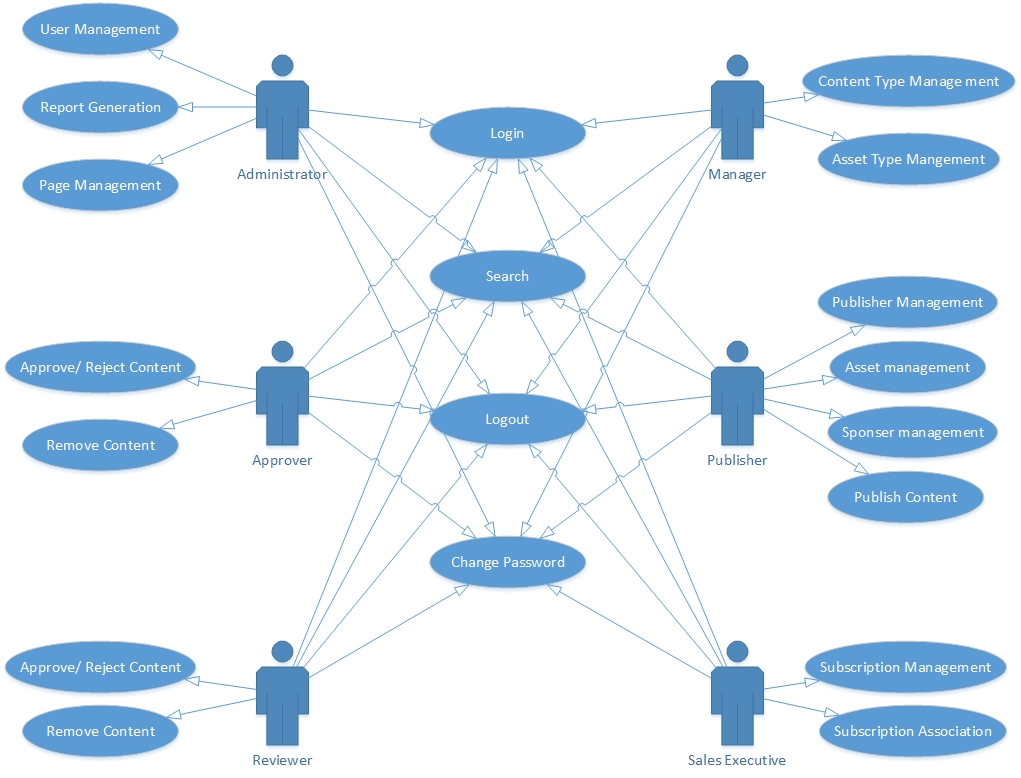 User Management
Report Generation
Page Management
Administrator
Login
Manager
Content Type Management
Asset Type Mangement
Search
Approve/ Reject Content
Remove Content
Approver
Logout
Publisher
Publisher Management
Asset management
Sponser management
Publish Content
Change Password
Approve/ Reject Content
Remove Content
Reviewer
Sales Executive
Subscription Management
Subscription Association